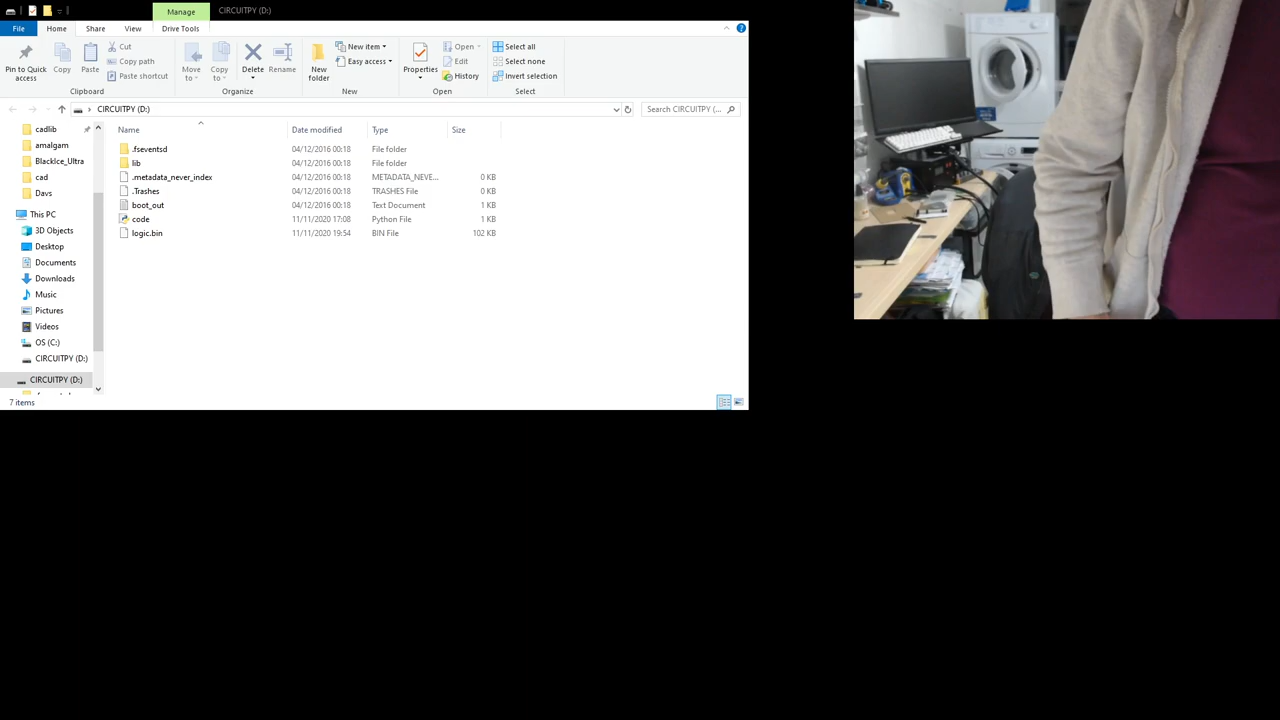 Manage CIRCUITPY (D:)
File Home Share View Drive Tools
Pin to Quick access
Copy
Paste
Cut
Copy path
Paste shortcut
Clipboard
Move to
Copy to
Delete
Rename
Organize
New folder
New item
Easy access
New
Properties
Open
Edit
History
Open
Select all
Select none
Invert selection
Select
CIRCUITPY (D:)
Search CIRCUITPY (...
cadlib
amalgam
BlackIce_Ultra
cad
Davs
This PC
3D Objects
Desktop
Documents
Downloads
Music
Pictures
Videos
OS (C:)
CIRCUITPY (D:)
CIRCUITPY (D:)
Name Date modified Type Size
.fseventsd 04/12/2016 00:18 File folder
lib 04/12/2016 00:18 File folder
.metadata_never_index 04/12/2016 00:18 METADATA_NEVE... 0 KB
.Trashes 04/12/2016 00:18 TRASHES File 0 KB
boot_out 04/12/2016 00:18 Text Document 1 KB
code 11/11/2020 17:08 Python File 1 KB
logic.bin 11/11/2020 19:54 BIN File 102 KB
7 items